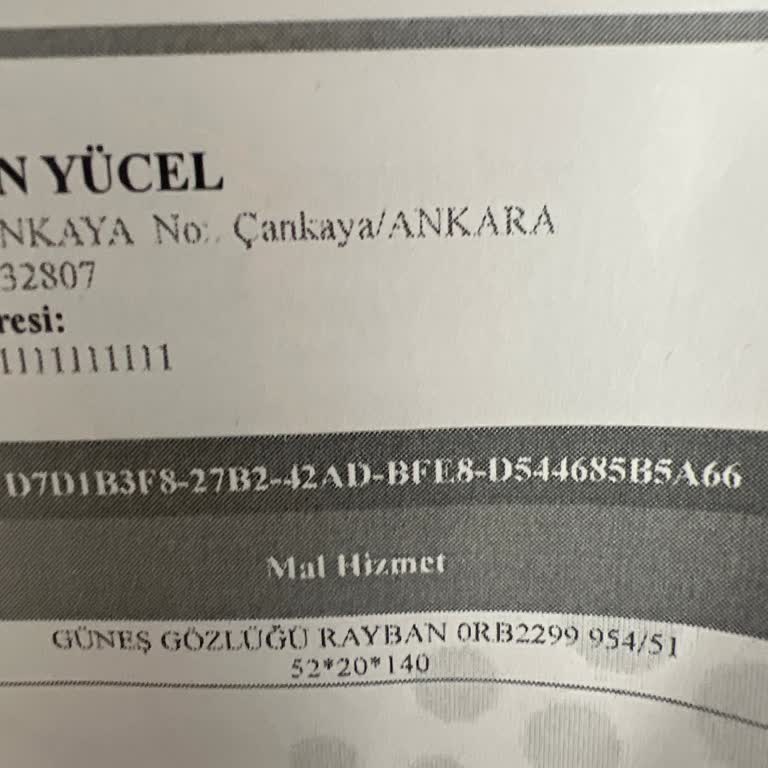 N YÜCEL
NKAYA No: Çankaya/ANKARA
32807
resi:
11111111111
D7D1B3F8-27B2-42AD-BFE8-D544685B5A66
Mal Hizmet
GÜNEŞ GÖZLÜĞÜ RAYBAN 0RB2299 954/51
52*20*140